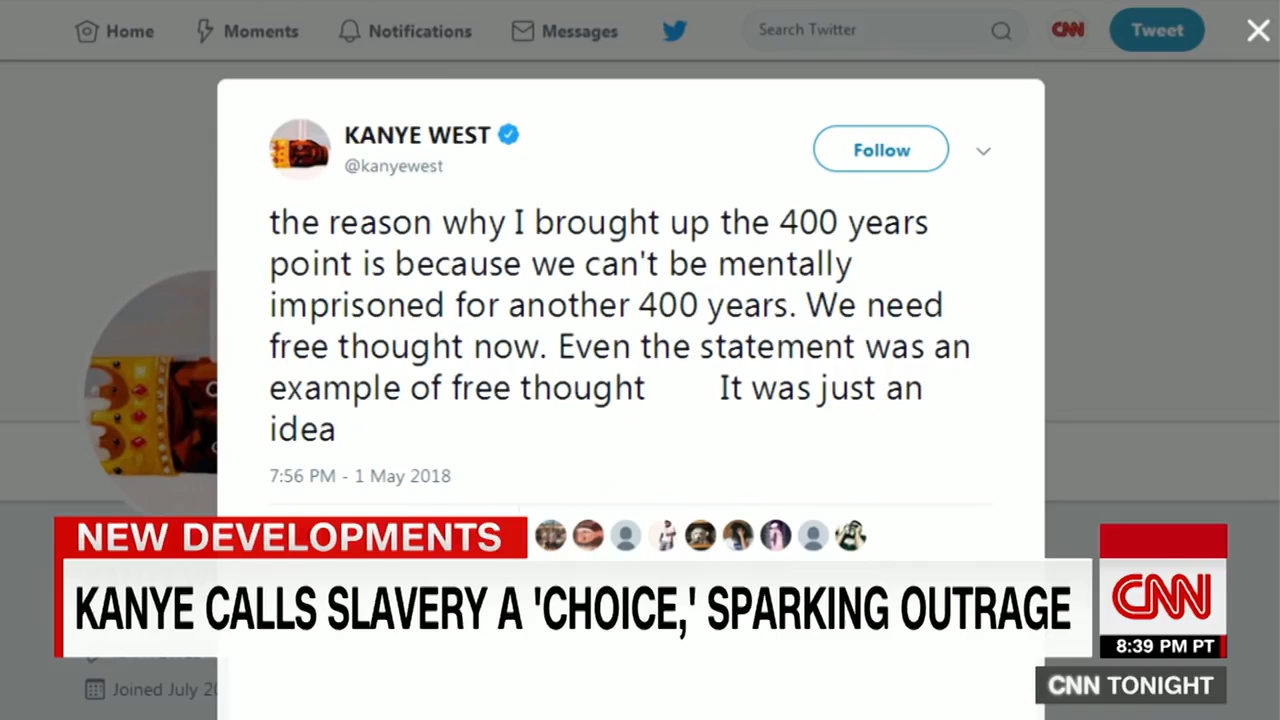 Home Moments Notifications Messages Search Twitter CNN Tweet
KANYE WEST
@kanyewest
Follow
the reason why I brought up the 400 years
point is because we can't be mentally
imprisoned for another 400 years. We need
free thought now. Even the statement was an
example of free thought It was just an
idea
7:56 PM - 1 May 2018
NEW DEVELOPMENTS
KANYE CALLS SLAVERY A 'CHOICE,' SPARKING OUTRAGE
CNN
8:39 PM PT
CNN TONIGHT
Joined July